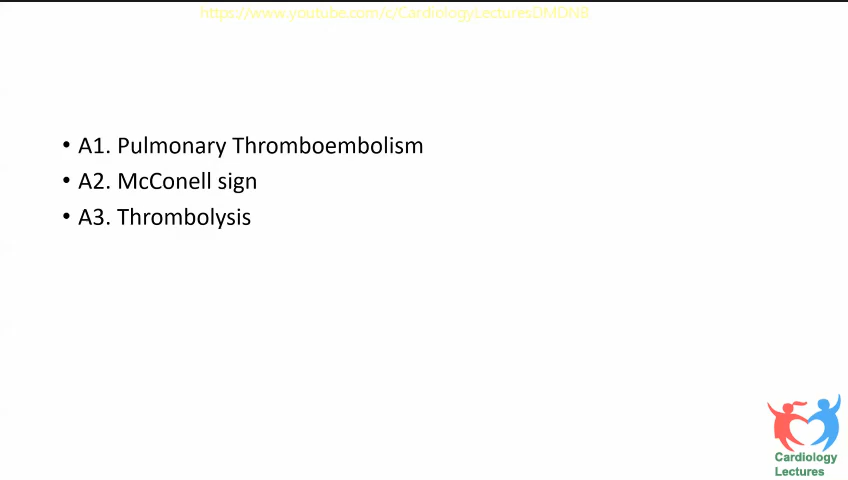 https://www.youtube.com/c/CardiologyLecturesDMDNB
• A1. Pulmonary Thromboembolism
• A2. McConell sign
• A3. Thrombolysis
Cardiology
Lectures